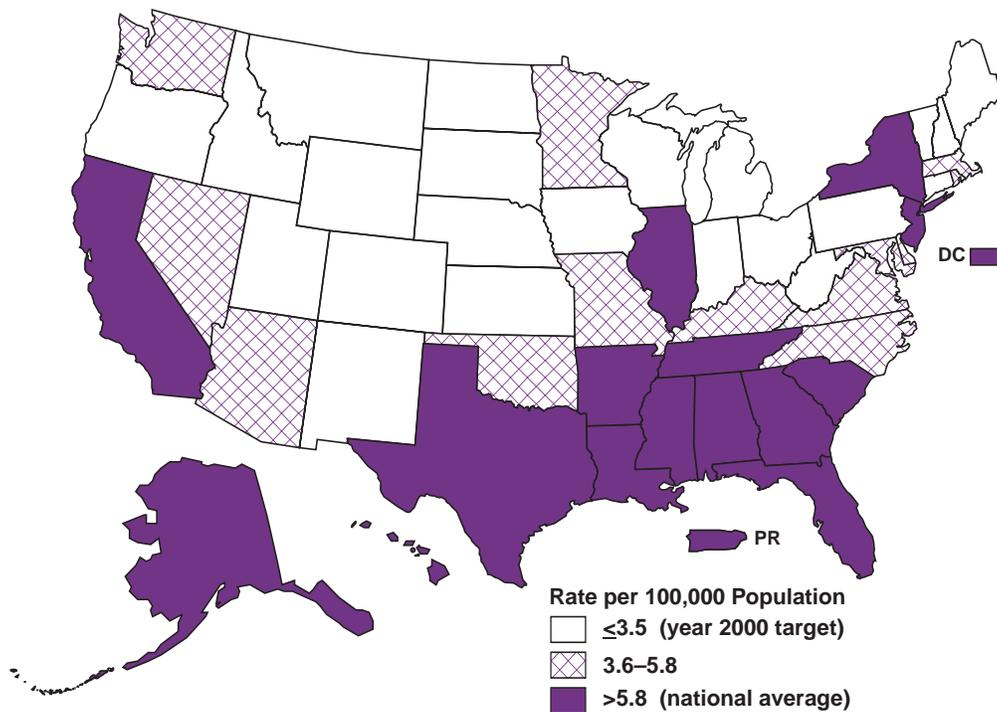 DC
PR
Rate per 100,000 Population
≤3.5 (year 2000 target)
3.6–5.8
>5.8 (national average)